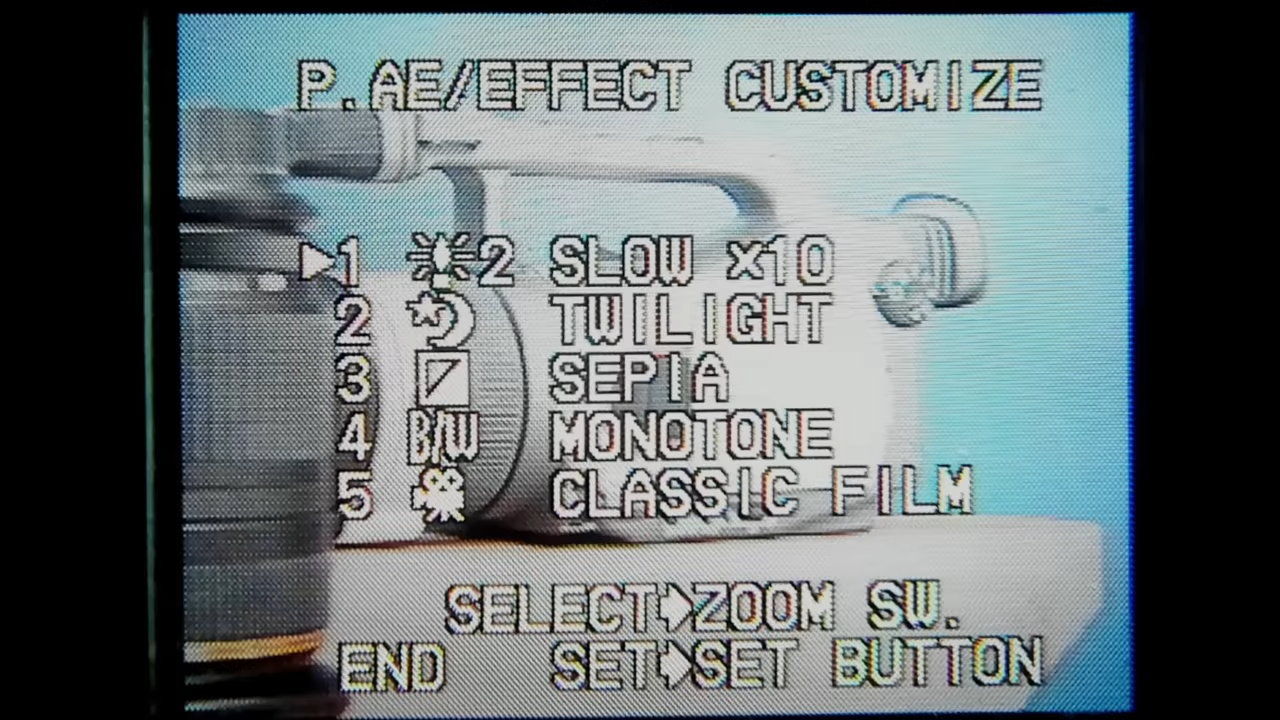 P.AE/EFFECT CUSTOMIZE
▷1 2 SLOW ×10
2 TWILIGHT
3 SEPIA
4 B/W MONOTONE
5 CLASSIC FILM
SELECT➔ZOOM SW.
END SET➔SET BUTTON